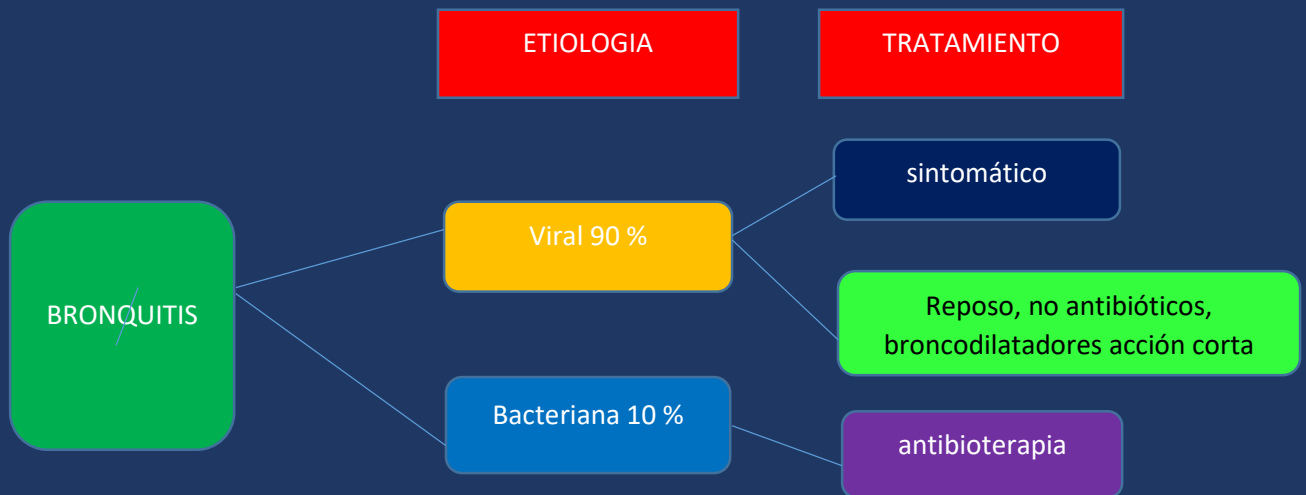 ETIOLOGIA
TRATAMIENTO
sintomático
Viral 90 %
BRONQUITIS
Reposo, no antibióticos,
broncodilatadores acción corta
Bacteriana 10 %
antibioterapia